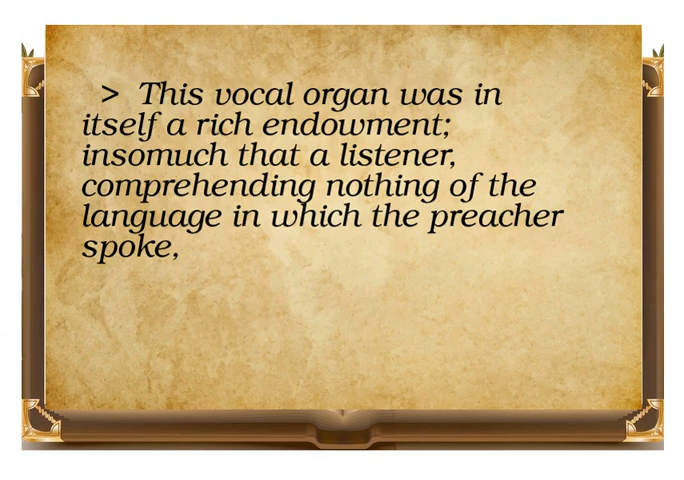 > This vocal organ was in
itself a rich endowment;
insomuch that a listener,
comprehending nothing of the
language in which the preacher
spoke,